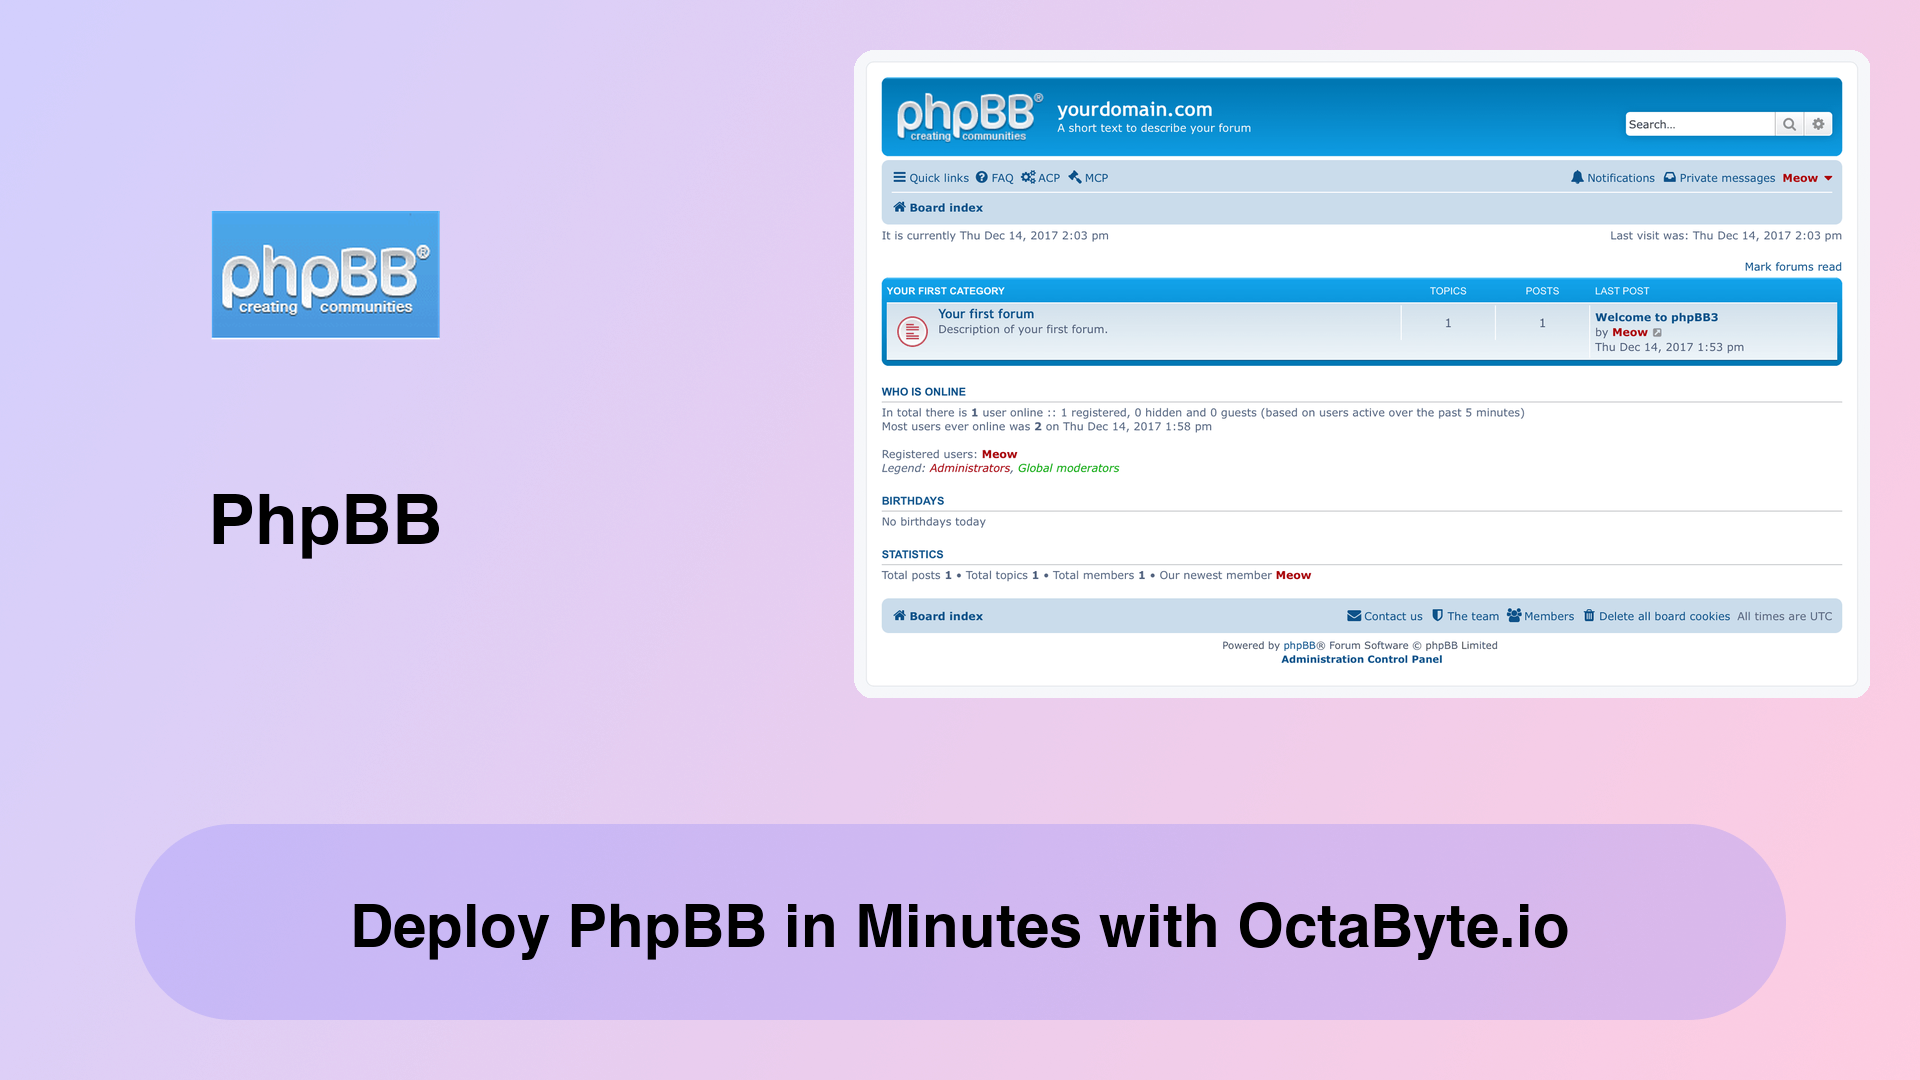 phpBB®
creating communities
PhpBB
phpBB®
creating communities
yourdomain.com
A short text to describe your forum
Search…
Quick links FAQ ACP MCP
Notifications Private messages Meow
Board index
It is currently Thu Dec 14, 2017 2:03 pm
Last visit was: Thu Dec 14, 2017 2:03 pm
Mark forums read
YOUR FIRST CATEGORY TOPICS POSTS LAST POST
Your first forum
Description of your first forum.
1 1
Welcome to phpBB3
by Meow
Thu Dec 14, 2017 1:53 pm
WHO IS ONLINE
In total there is 1 user online :: 1 registered, 0 hidden and 0 guests (based on users active over the past 5 minutes)
Most users ever online was 2 on Thu Dec 14, 2017 1:58 pm
Registered users: Meow
Legend: Administrators, Global moderators
BIRTHDAYS
No birthdays today
STATISTICS
Total posts 1 • Total topics 1 • Total members 1 • Our newest member Meow
Board index
Contact us The team Members Delete all board cookies All times are UTC
Powered by phpBB® Forum Software © phpBB Limited
Administration Control Panel
Deploy PhpBB in Minutes with OctaByte.io